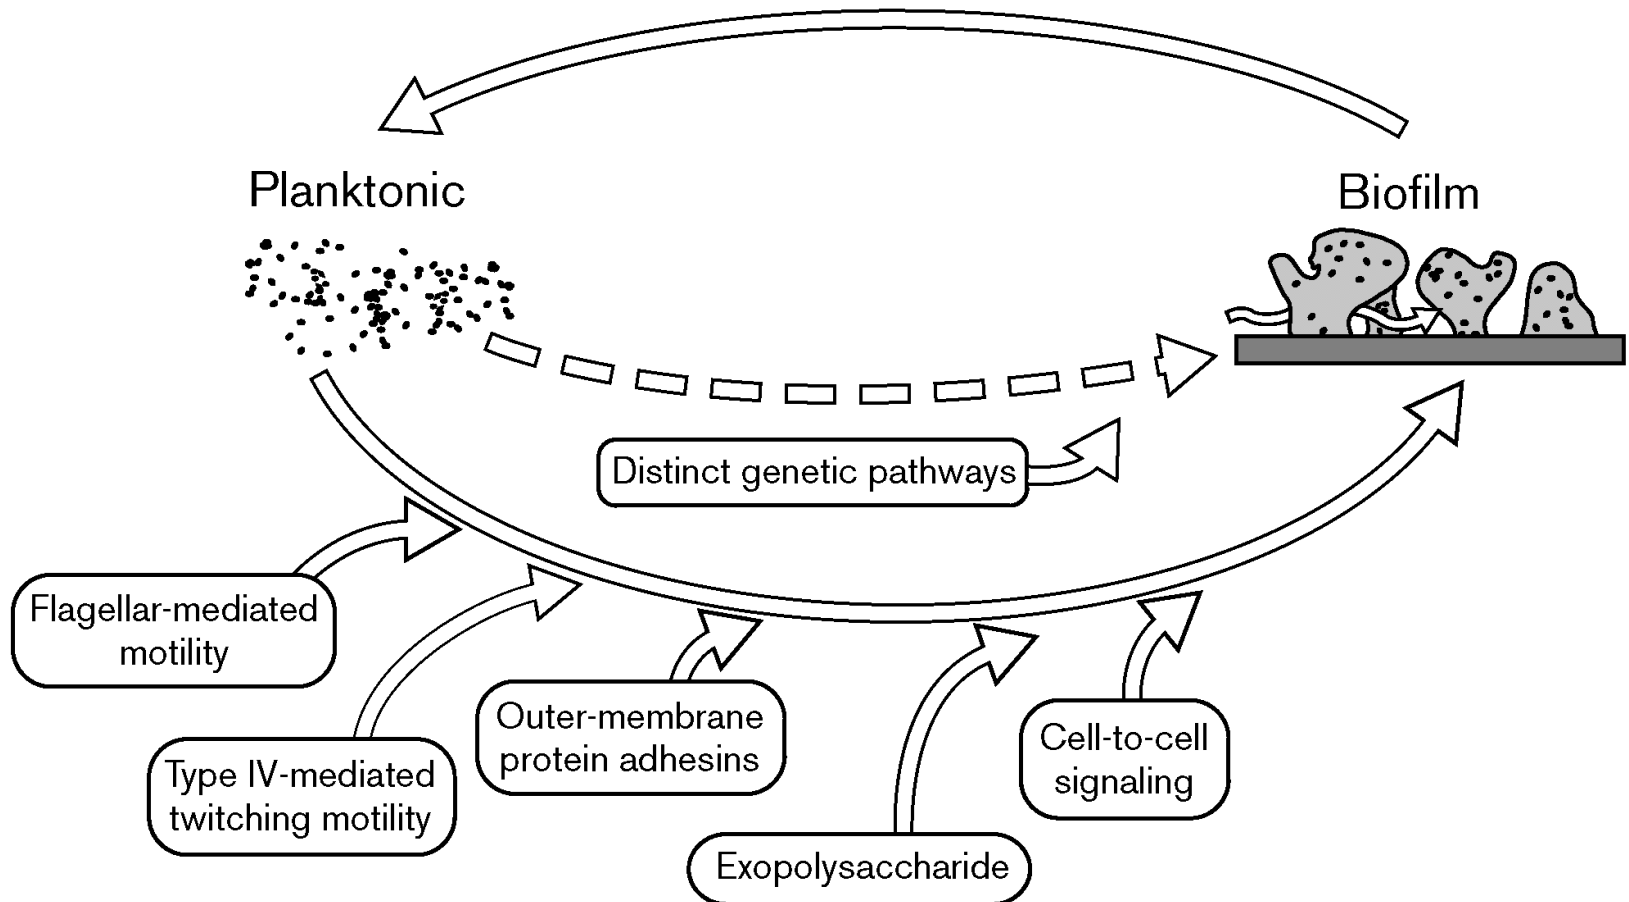 Planktonic
Biofilm
Distinct genetic pathways
Flagellar-mediated
motility
Type IV-mediated
twitching motility
Outer-membrane
protein adhesins
Exopolysaccharide
Cell-to-cell
signaling